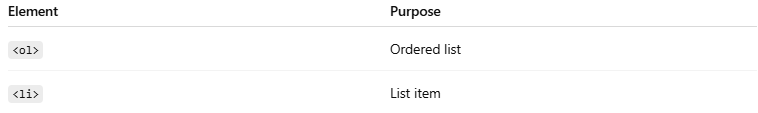 Element Purpose
<ol> Ordered list
<li> List item